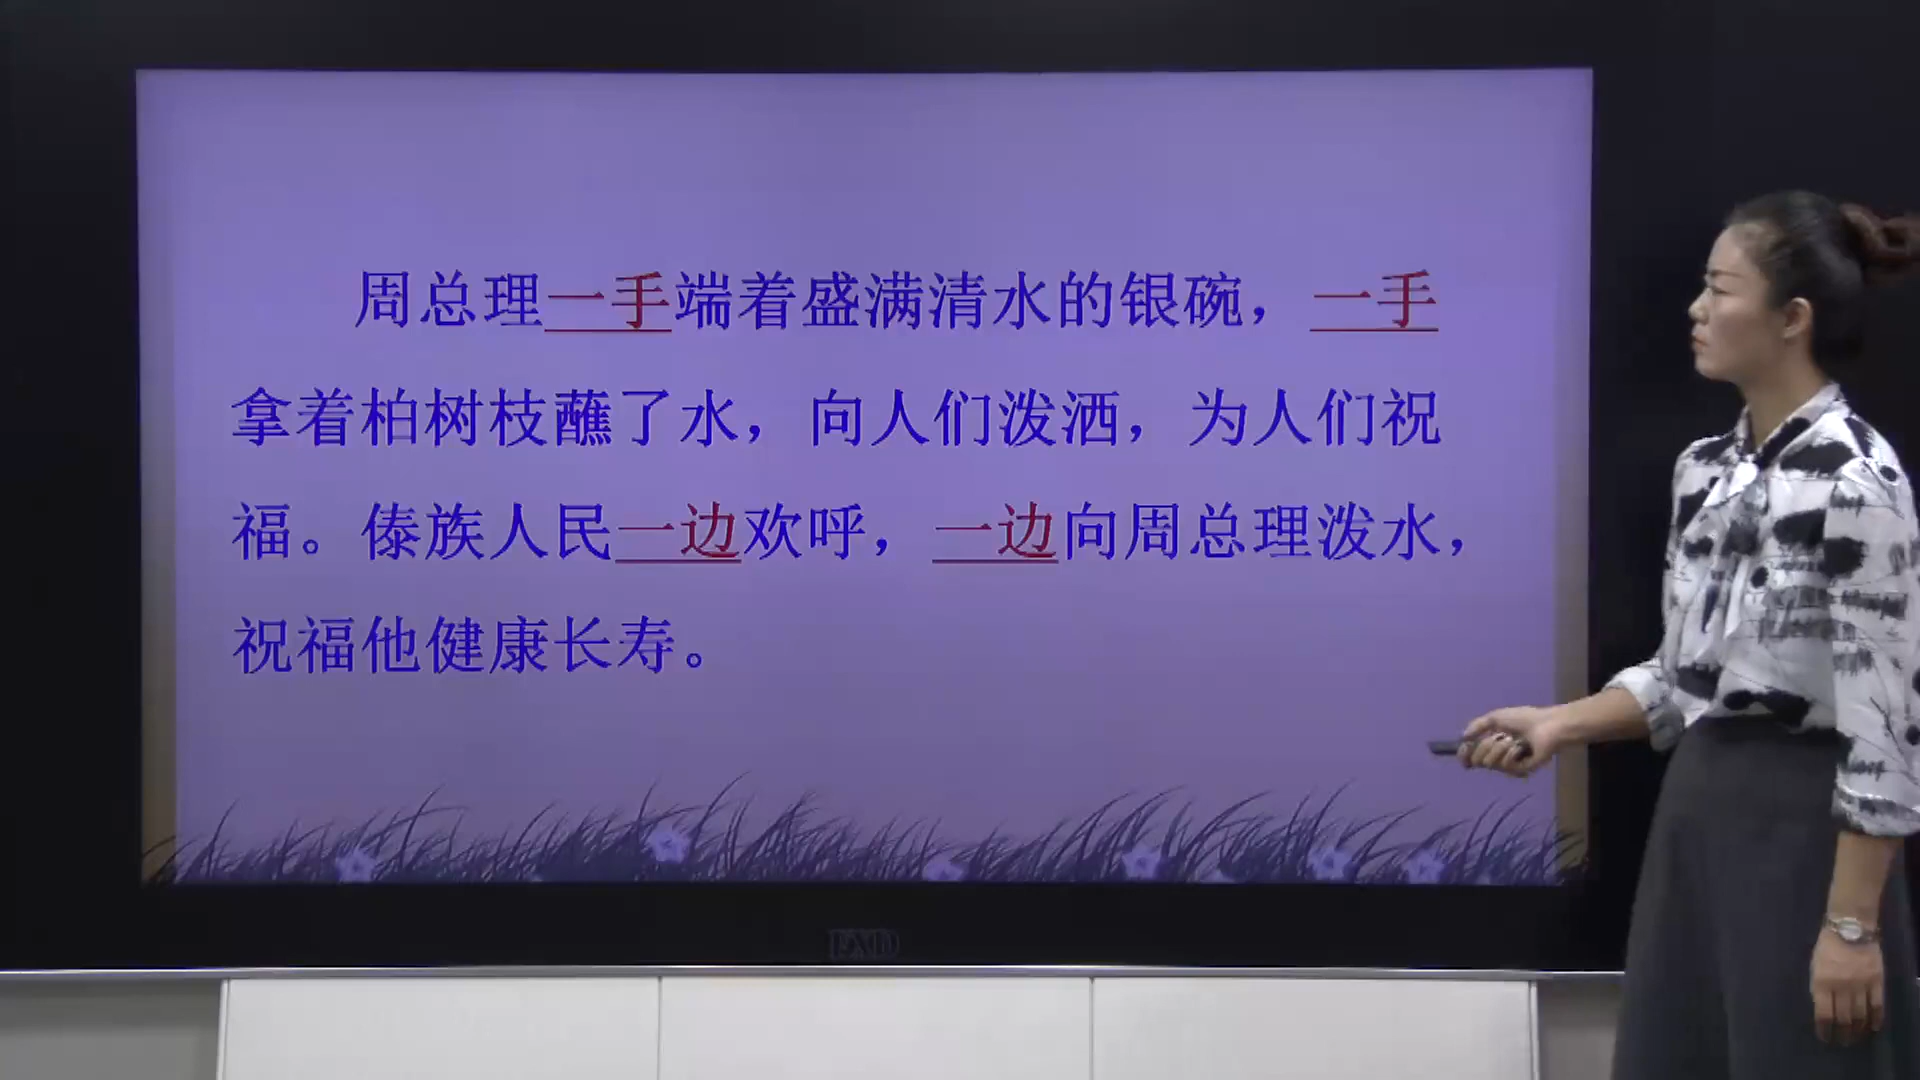 周总理一手端着盛满清水的银碗，一手
拿着柏树枝蘸了水，向人们泼洒，为人们祝
福。傣族人民一边欢呼，一边向周总理泼水，
祝福他健康长寿。